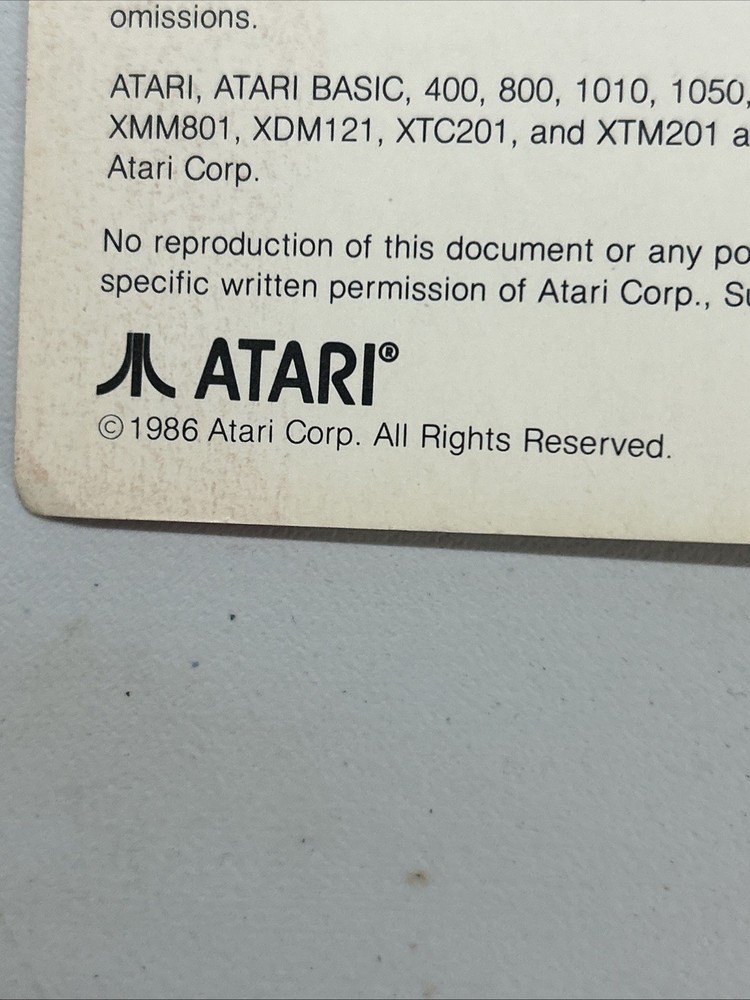 omissions.
ATARI, ATARI BASIC, 400, 800, 1010, 1050,
XMM801, XDM121, XTC201, and XTM201 a
Atari Corp.
No reproduction of this document or any po
specific written permission of Atari Corp., Su
ATARI®
©1986 Atari Corp. All Rights Reserved.